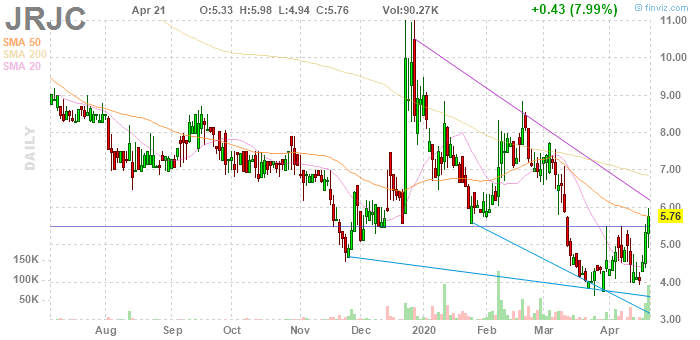 © finviz.com
JRJC
Apr 21
O:5.33 H:5.98 L:4.94 C:5.76
Vol:90.27K
+0.43 (7.99%)
SMA 50
SMA 200
SMA 20
DAILY
11.00
10.00
9.00
8.00
7.00
6.00
5.76
5.00
4.00
3.00
150K
100K
50K
Aug Sep Oct Nov Dec 2020 Feb Mar Apr